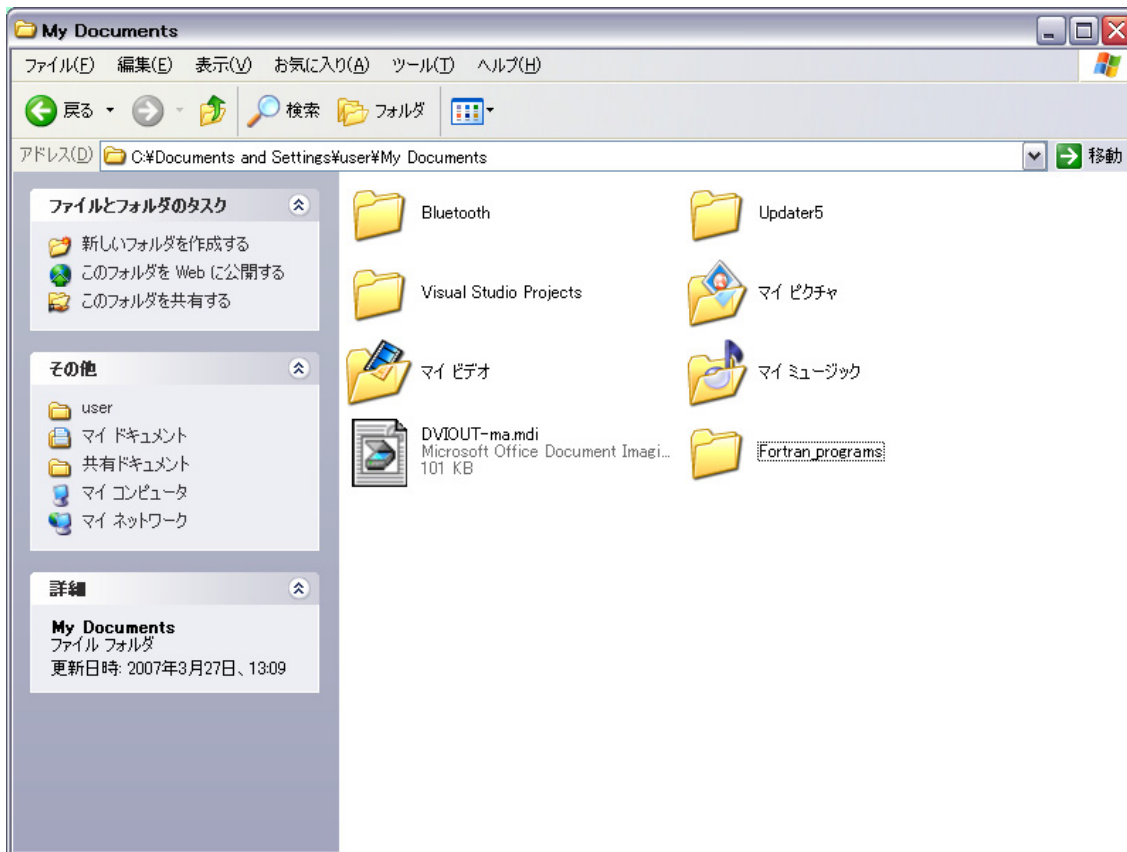 My Documents
ファイル(F) 編集(E) 表示(V) お気に入り(A) ツール(T) ヘルプ(H)
戻る 検索 フォルダ
アドレス(D) C:¥Documents and Settings¥user¥My Documents 移動
ファイルとフォルダのタスク
新しいフォルダを作成する
このフォルダを Web に公開する
このフォルダを共有する
その他
user
マイ ドキュメント
共有ドキュメント
マイ コンピュータ
マイ ネットワーク
詳細
My Documents
ファイル フォルダ
更新日時: 2007年3月27日、13:09
Bluetooth
Updater5
Visual Studio Projects
マイ ピクチャ
マイ ビデオ
マイ ミュージック
DVIOUT-ma.mdi
Microsoft Office Document Imagi...
101 KB
Fortran_programs